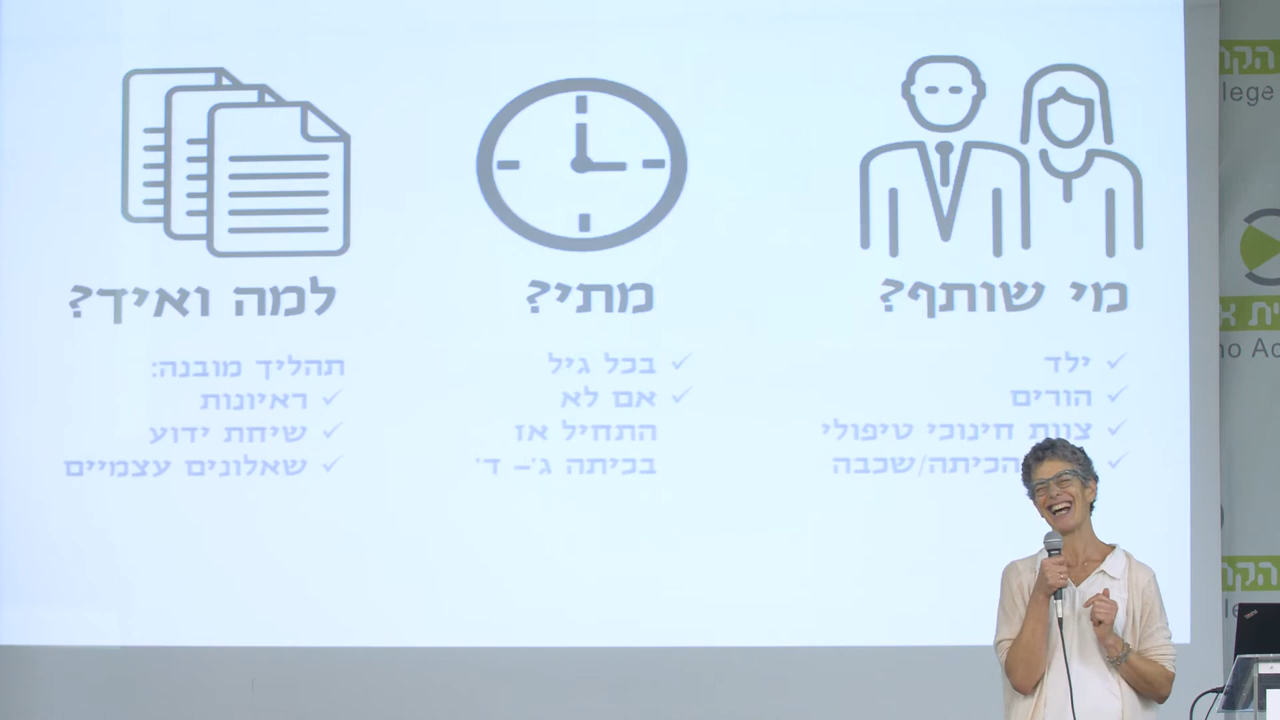 מי שותף?
ילד
הורים
צוות חינוכי טיפולי
הכיתה/שכבה
מתי?
בכל גיל
אם לא
התחיל אז
בכיתה ג'– ד'
למה ואיך?
תהליך מובנה:
ראיונות
שיחת ידוע
שאלונים עצמיים